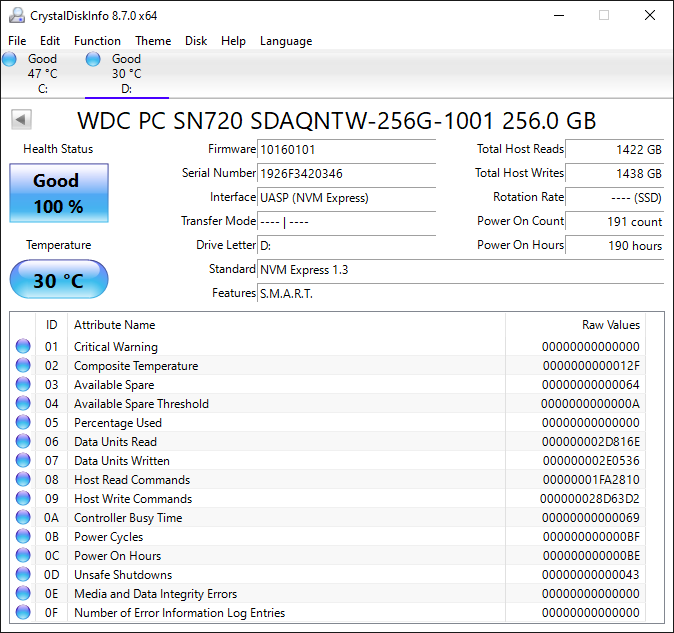 CrystalDiskInfo 8.7.0 x64
File Edit Function Theme Disk Help Language
Good Good
47 °C 30 °C
C: D:
WDC PC SN720 SDAQNTW-256G-1001 256.0 GB
Health Status Firmware 10160101 Total Host Reads 1422 GB
Good 100 % Serial Number 1926F3420346 Total Host Writes 1438 GB
Interface UASP (NVM Express) Rotation Rate ---- (SSD)
Transfer Mode ---- | ---- Power On Count 191 count
Temperature Drive Letter D: Power On Hours 190 hours
30 °C Standard NVM Express 1.3
Features S.M.A.R.T.
ID Attribute Name Raw Values
01 Critical Warning 00000000000000
02 Composite Temperature 0000000000012F
03 Available Spare 00000000000064
04 Available Spare Threshold 0000000000000A
05 Percentage Used 00000000000000
06 Data Units Read 000000002D816E
07 Data Units Written 000000002E0536
08 Host Read Commands 00000001FA2810
09 Host Write Commands 000000028D63D2
0A Controller Busy Time 00000000000069
0B Power Cycles 000000000000BF
0C Power On Hours 000000000000BE
0D Unsafe Shutdowns 00000000000043
0E Media and Data Integrity Errors 00000000000000
0F Number of Error Information Log Entries 00000000000000